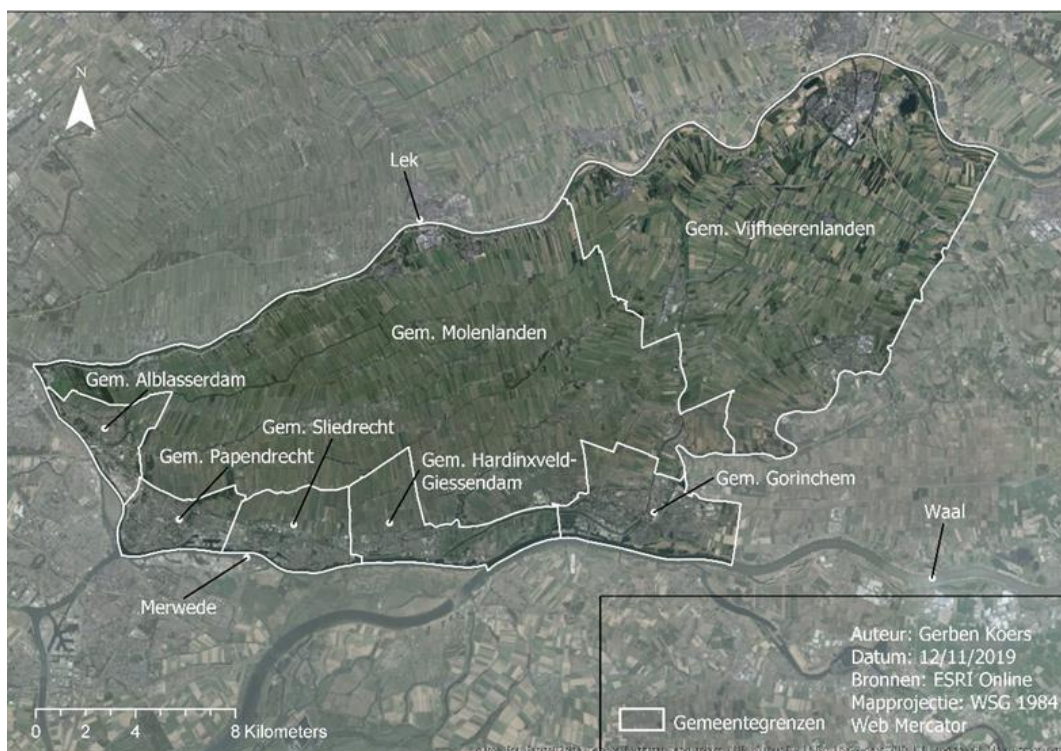 N
Lek
Gem. Vijfheerenlanden
Gem. Molenlanden
Gem. Alblasserdam
Gem. Sliedrecht
Gem. Papendrecht
Gem. Hardinxveld-
Giessendam
Gem. Gorinchem
Waal
Merwede
Auteur: Gerben Koers
Datum: 12/11/2019
Bronnen: ESRI Online
Mapprojectie: WSG 1984
Web Mercator
Gemeentegrenzen
0 2 4 8 Kilometers